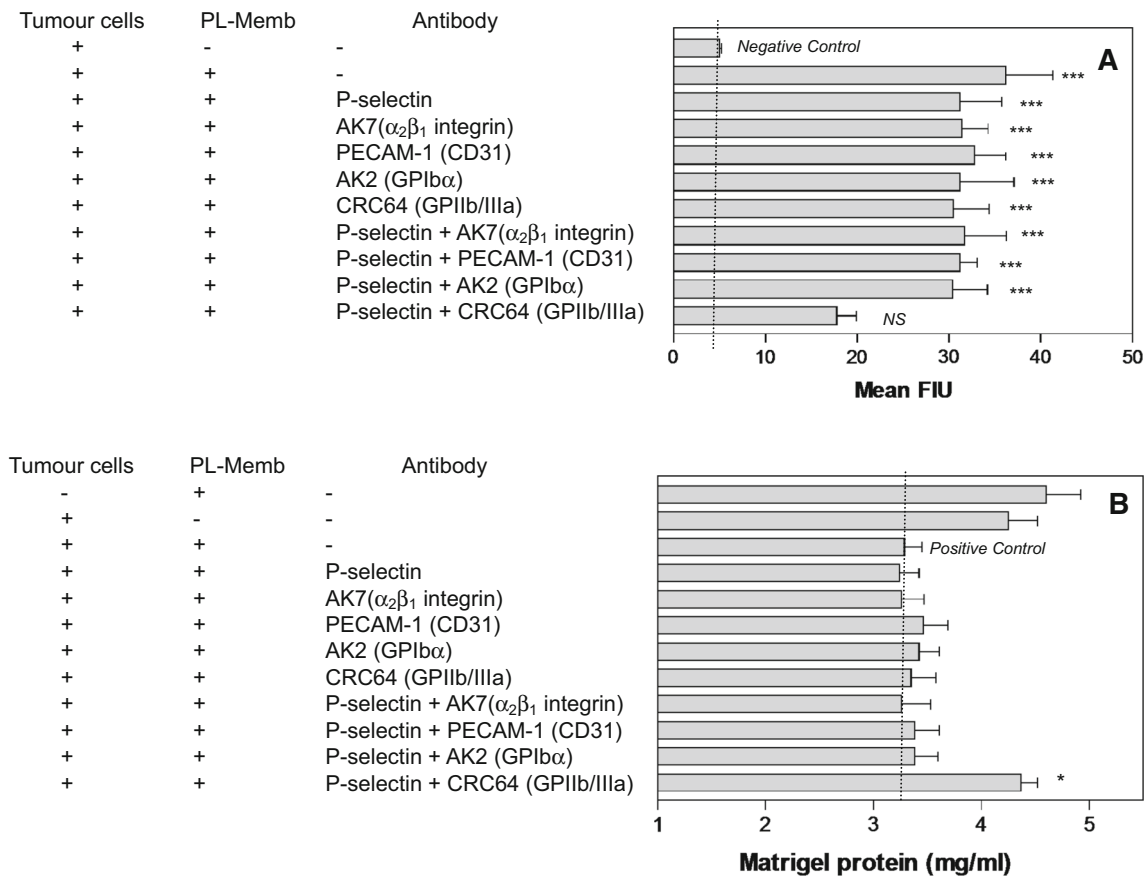 Tumour cells PL-Memb Antibody
+ - -
+ + -
+ + P-selectin
+ + AK7(α₂β₁ integrin)
+ + PECAM-1 (CD31)
+ + AK2 (GPIbα)
+ + CRC64 (GPIIb/IIIa)
+ + P-selectin + AK7(α₂β₁ integrin)
+ + P-selectin + PECAM-1 (CD31)
+ + P-selectin + AK2 (GPIbα)
+ + P-selectin + CRC64 (GPIIb/IIIa)
A
Negative Control
***
***
***
***
***
***
***
***
***
NS
0 10 20 30 40 50
Mean FIU
Tumour cells PL-Memb Antibody
- + -
+ - -
+ + -
+ + P-selectin
+ + AK7(α₂β₁ integrin)
+ + PECAM-1 (CD31)
+ + AK2 (GPIbα)
+ + CRC64 (GPIIb/IIIa)
+ + P-selectin + AK7(α₂β₁ integrin)
+ + P-selectin + PECAM-1 (CD31)
+ + P-selectin + AK2 (GPIbα)
+ + P-selectin + CRC64 (GPIIb/IIIa)
B
Positive Control
*
1 2 3 4 5
Matrigel protein (mg/ml)